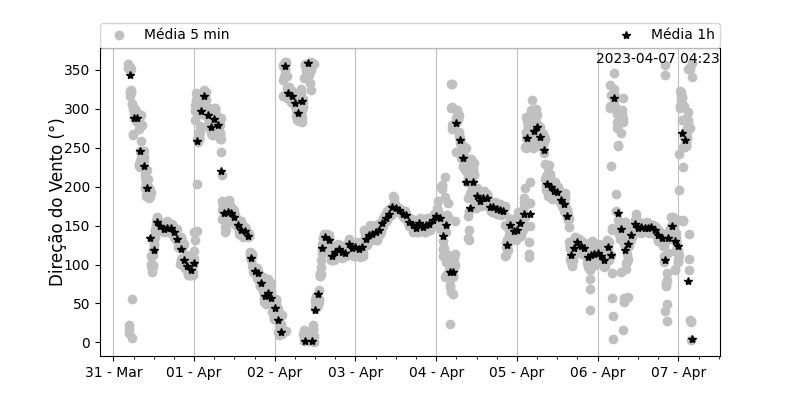 Média 5 min
Média 1h
2023-04-07 04:23
Direção do Vento (°)
350
300
250
200
150
100
50
0
31 - Mar
01 - Apr
02 - Apr
03 - Apr
04 - Apr
05 - Apr
06 - Apr
07 - Apr